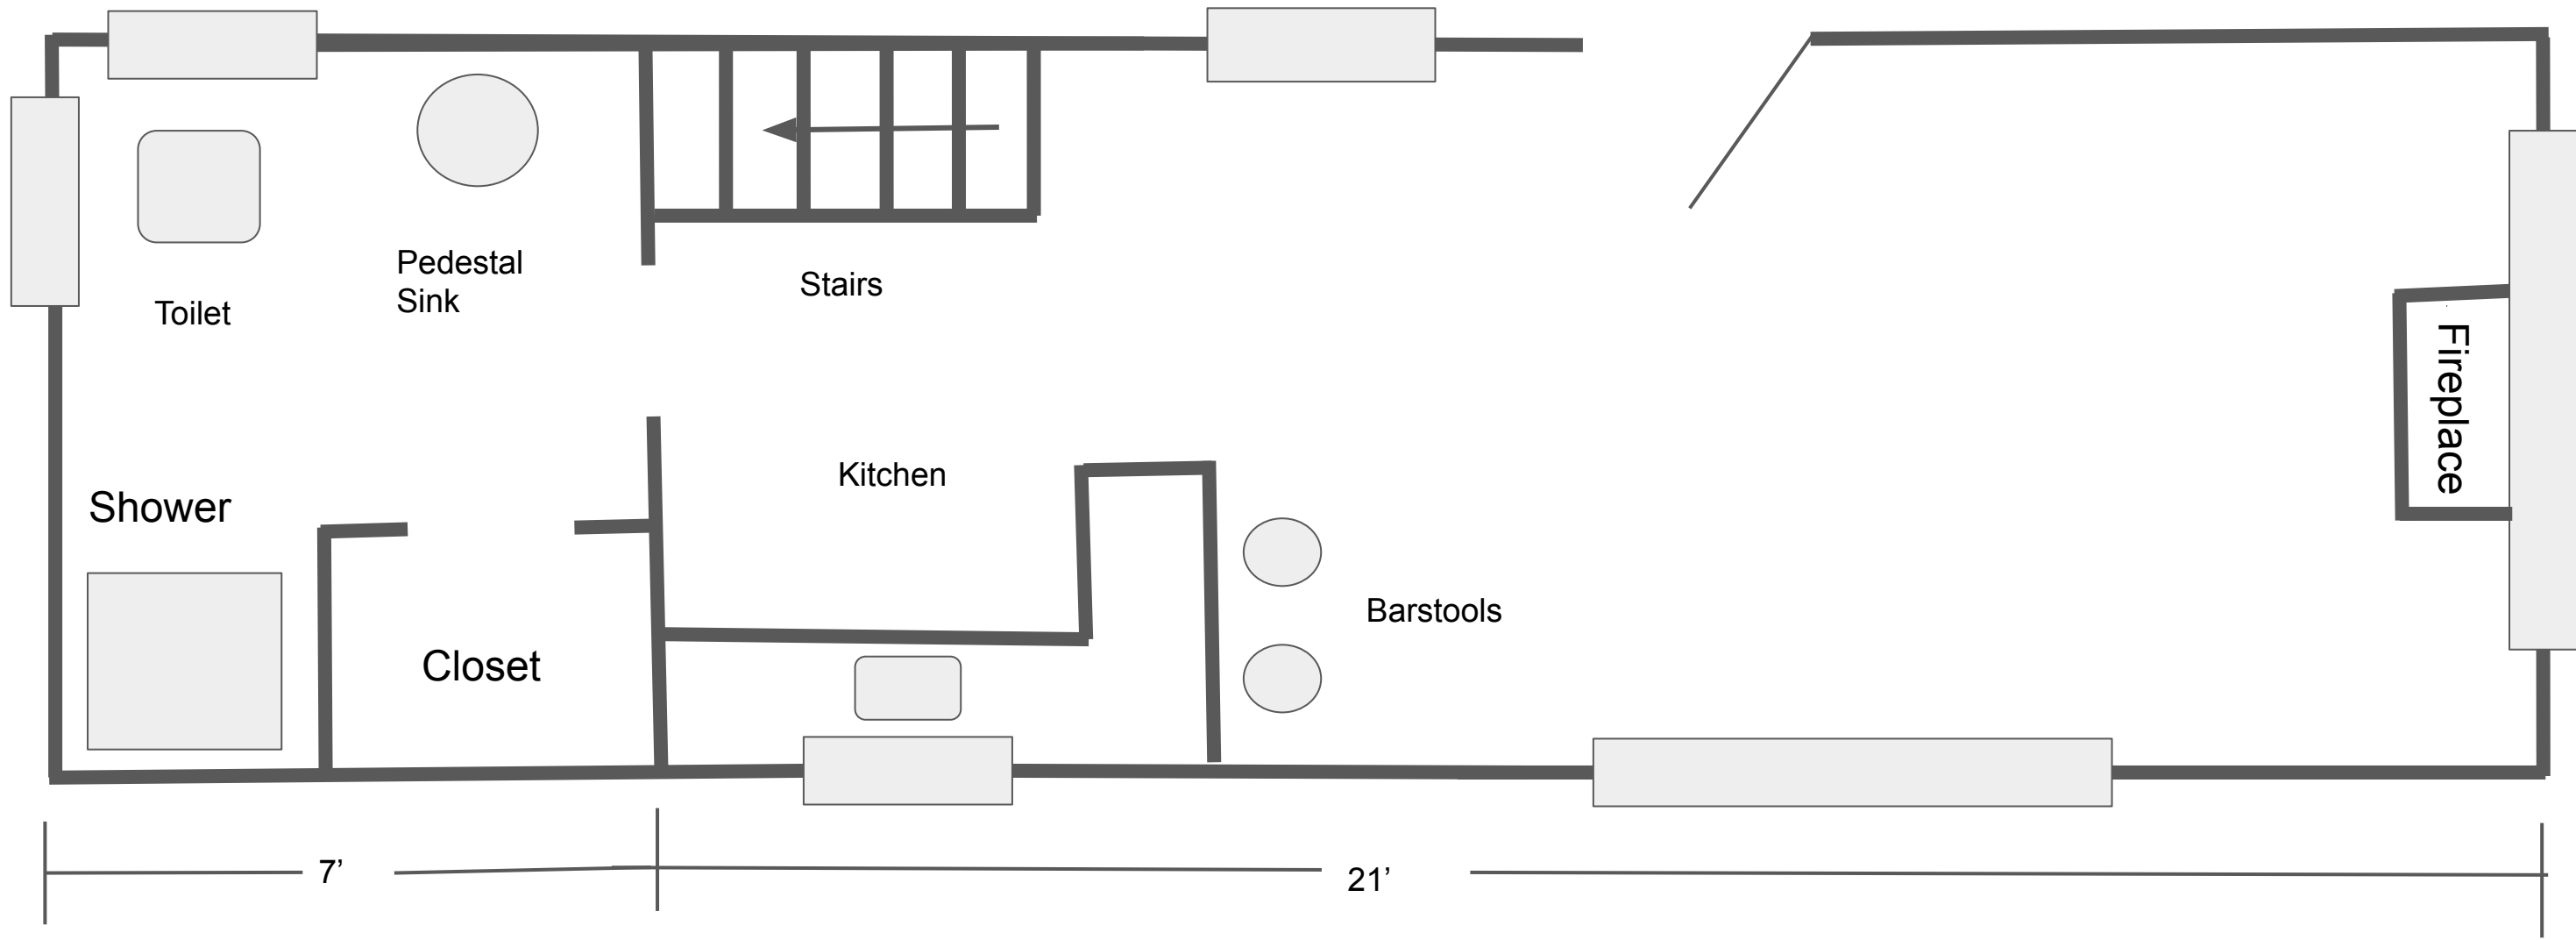 Pedestal
Sink
Stairs
Toilet
Fireplace
Kitchen
Shower
Barstools
Closet
7’
21’